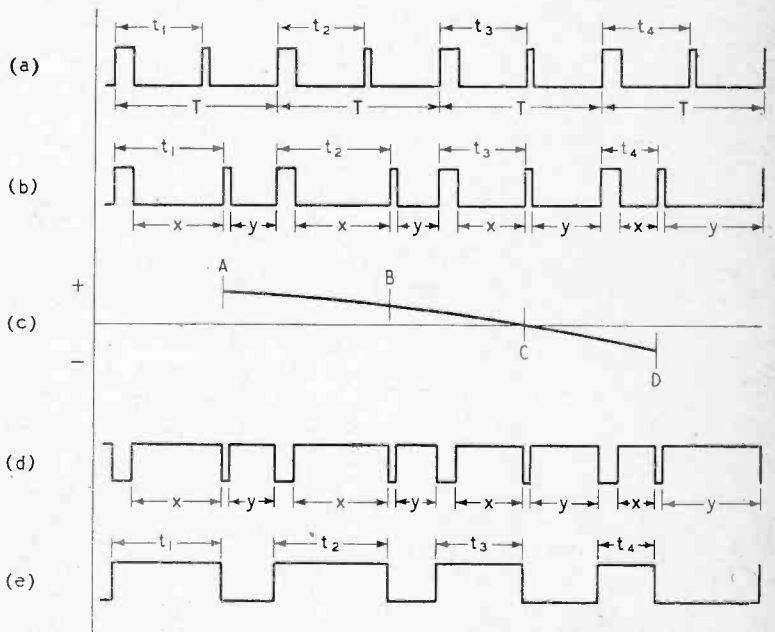 t₁ t₂ t₃ t₄
(a)
T T T T
t₁ t₂ t₃ t₄
(b)
x y x y x y x y
A B
+
(c)
C
− D
(d)
x y x y x y x y
t₁ t₂ t₃ t₄
(e)